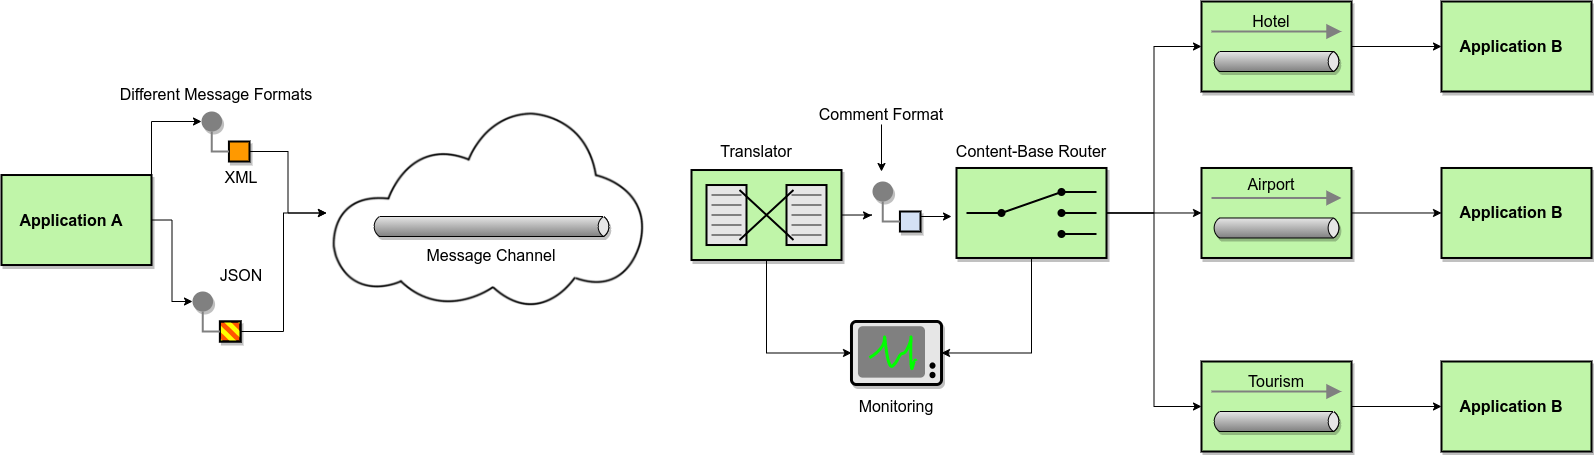 Different Message Formats
XML
Application A
JSON
Message Channel
Translator
Comment Format
Content-Base Router
Monitoring
Hotel
Application B
Airport
Application B
Tourism
Application B